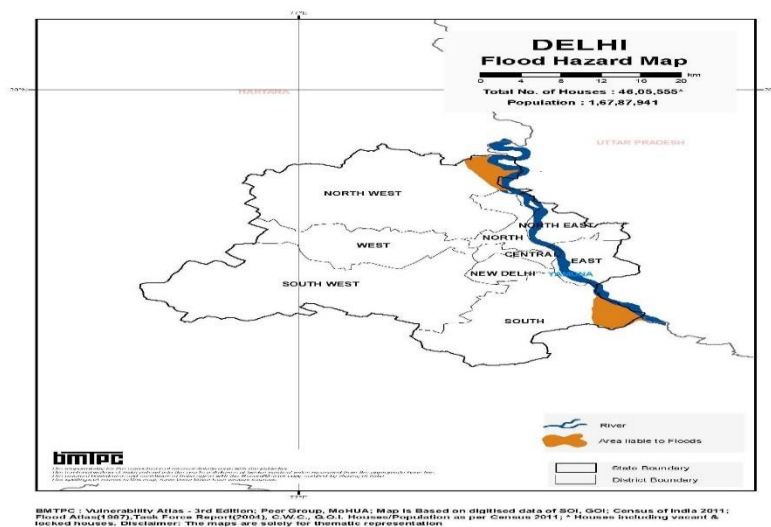 77°E
DELHI
Flood Hazard Map
0 4 8 12 16 20 km
Total No. of Houses : 46,05,555*
Population : 1,67,87,941
HARYANA
UTTAR PRADESH
NORTH WEST
NORTH EAST
NORTH
WEST
CENTRAL
EAST
NEW DELHI
YAMUNA
SOUTH WEST
SOUTH
River
Area liable to Floods
State Boundary
District Boundary
bmtpc
77°E
BMTPC : Vulnerability Atlas - 3rd Edition; Peer Group, MoHUA; Map is Based on digitised data of SOI, GOI; Census of India 2011;
Flood Atlas(1987),Task Force Report(2004), C.W.C., G.O.I. Houses/Population as per Census 2011; * Houses including vacant &
locked houses. Disclaimer: The maps are solely for thematic representation